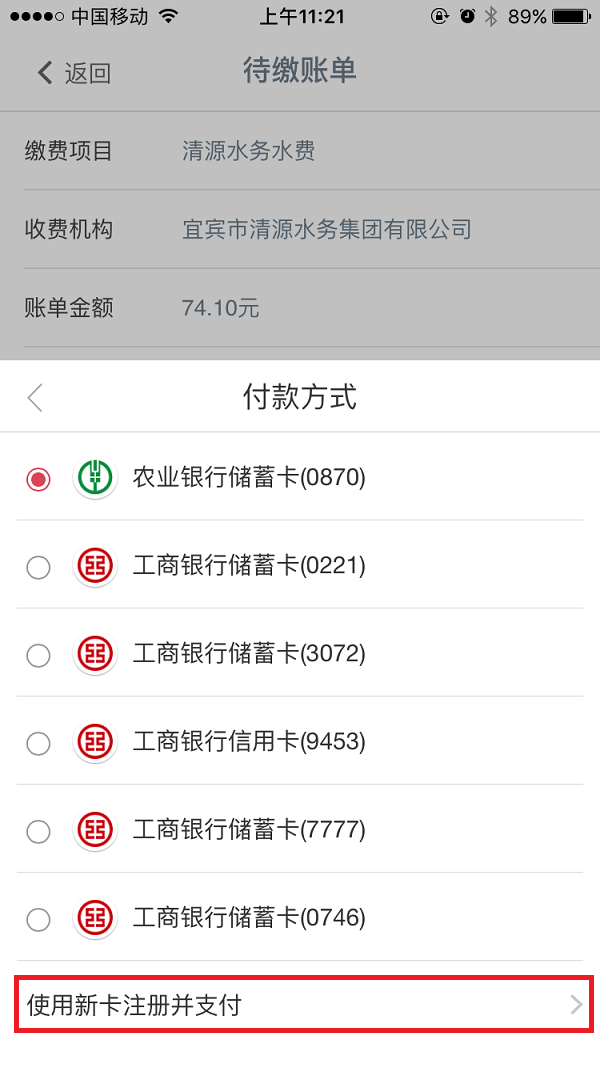 中国移动 上午11:21 89%
返回 待缴账单
缴费项目 清源水务水费
收费机构 宜宾市清源水务集团有限公司
账单金额 74.10元
付款方式
农业银行储蓄卡(0870)
工商银行储蓄卡(0221)
工商银行储蓄卡(3072)
工商银行信用卡(9453)
工商银行储蓄卡(7777)
工商银行储蓄卡(0746)
使用新卡注册并支付